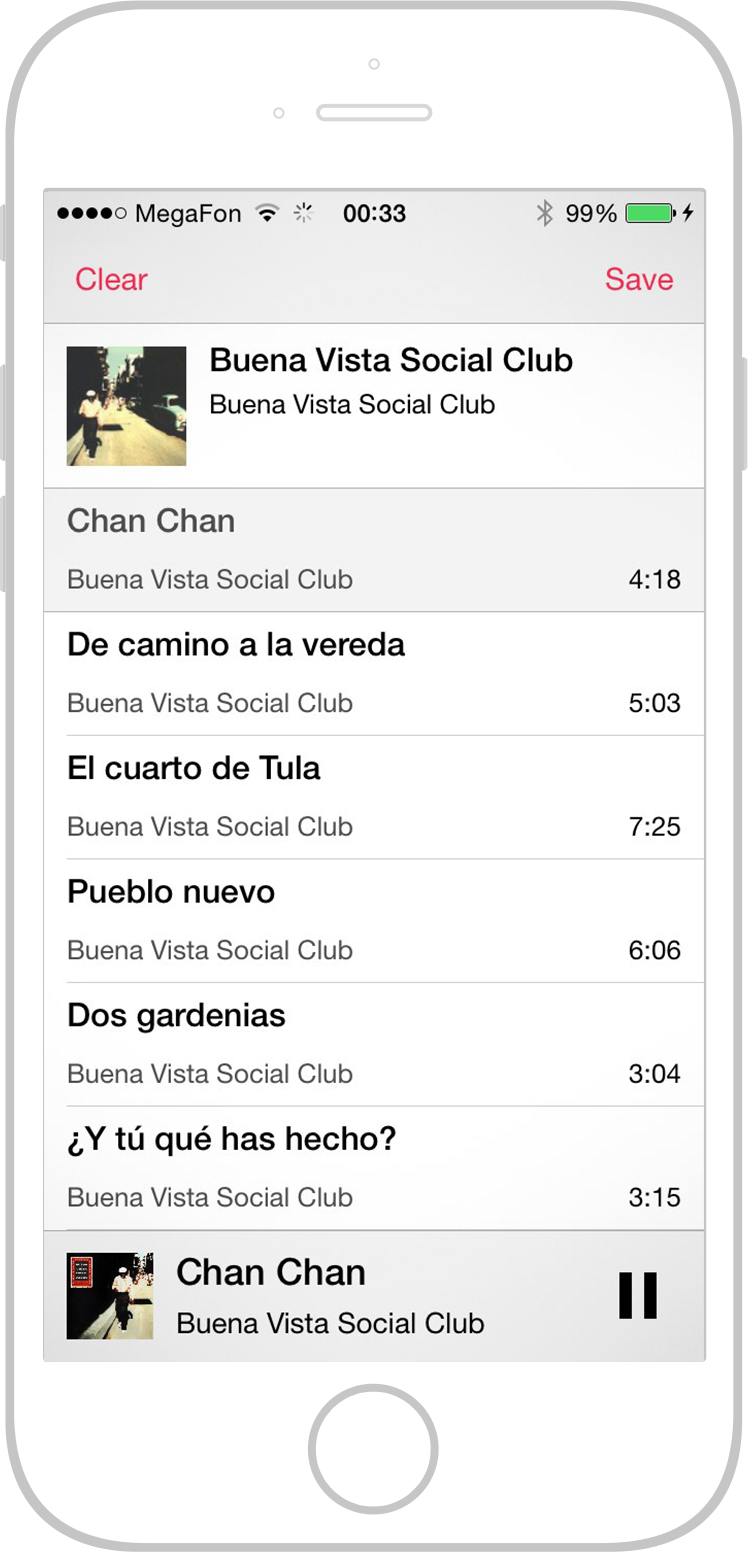 MegaFon 00:33 99%
Clear Save
Buena Vista Social Club
Buena Vista Social Club
Chan Chan
Buena Vista Social Club 4:18
De camino a la vereda
Buena Vista Social Club 5:03
El cuarto de Tula
Buena Vista Social Club 7:25
Pueblo nuevo
Buena Vista Social Club 6:06
Dos gardenias
Buena Vista Social Club 3:04
¿Y tú qué has hecho?
Buena Vista Social Club 3:15
Chan Chan
Buena Vista Social Club